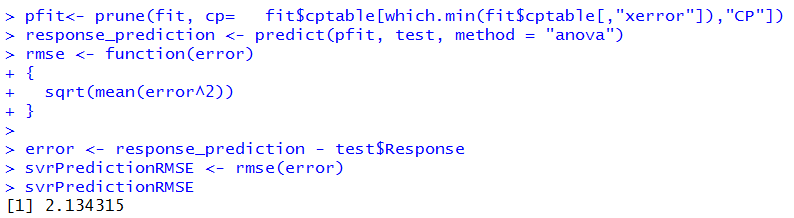 > pfit<- prune(fit, cp=   fit$cptable[which.min(fit$cptable[,"xerror"]),"CP"])
> response_prediction <- predict(pfit, test, method = "anova")
> rmse <- function(error)
+ {
+   sqrt(mean(error^2))
+ }
>
> error <- response_prediction - test$Response
> svrPredictionRMSE <- rmse(error)
> svrPredictionRMSE
[1] 2.134315